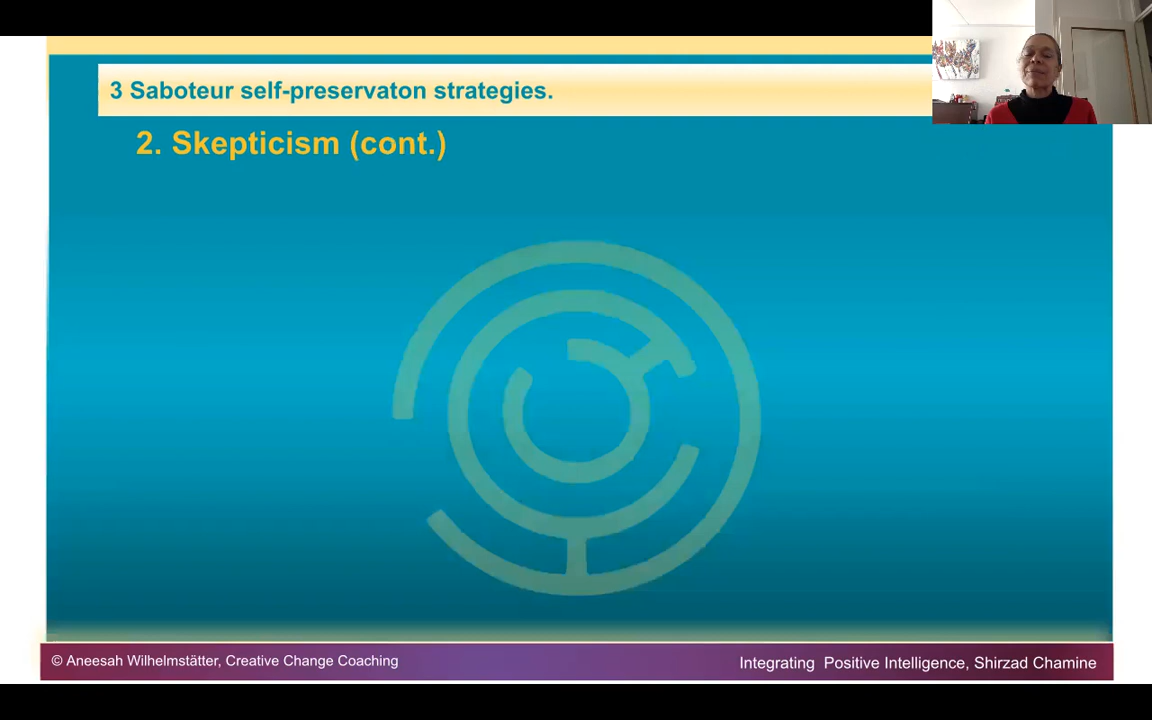 3 Saboteur self-preservaton strategies.
2. Skepticism (cont.)
© Aneesah Wilhelmstätter, Creative Change Coaching
Integrating Positive Intelligence, Shirzad Chamine